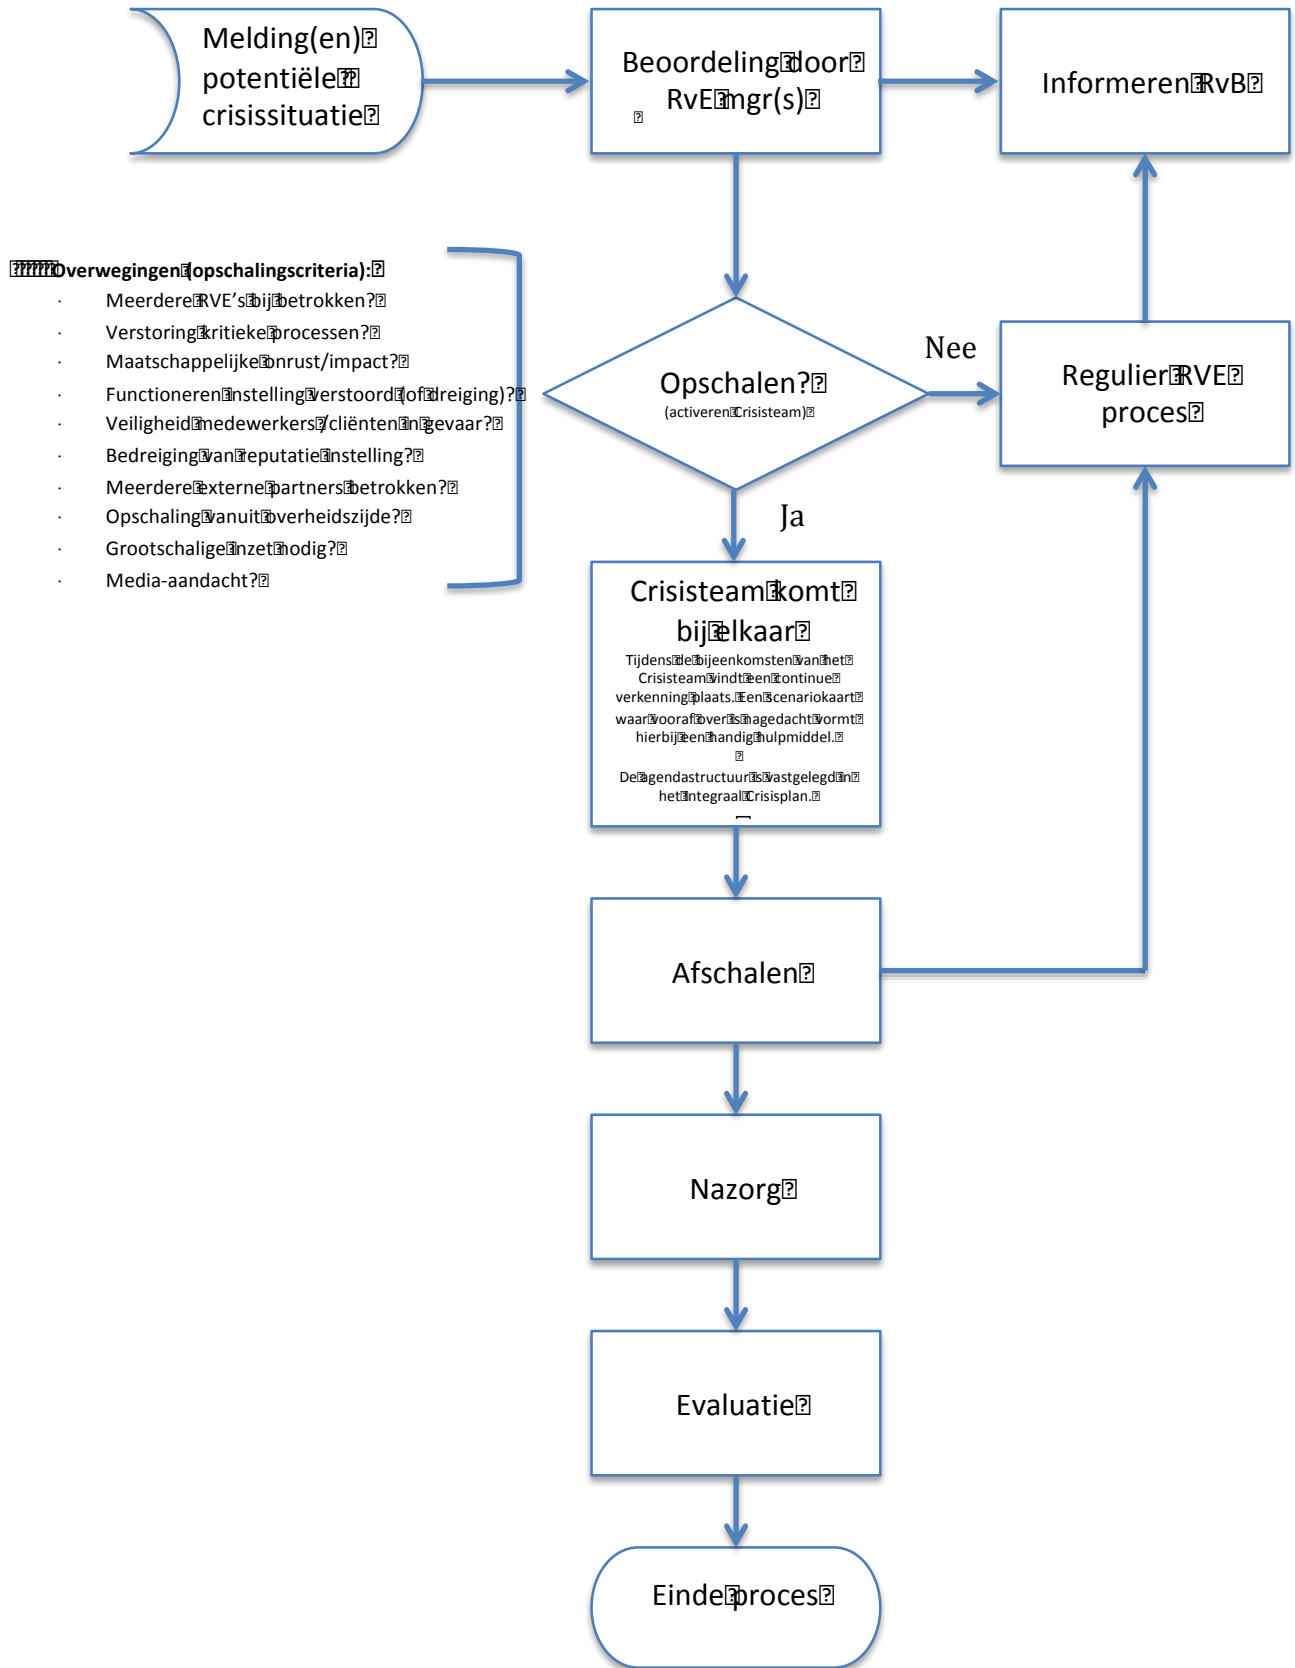 Melding(en)
potentiële
crisissituatie
Beoordeling door
RvE mgr(s)
Informeren RvB
Overwegingen (opschalingscriteria):
· Meerdere RVE's bij betrokken?
· Verstoring kritieke processen?
· Maatschappelijke onrust/impact?
· Functioneren instelling verstoord (of dreiging)?
· Veiligheid medewerkers / cliënten in gevaar?
· Bedreiging van reputatie instelling?
· Meerdere externe partners betrokken?
· Opschaling vanuit overheidszijde?
· Grootschalige inzet nodig?
· Media-aandacht?
Opschalen?
(activeren Crisisteam)
Nee
Regulier RVE
proces
Ja
Crisisteam komt
bij elkaar
Tijdens de bijeenkomsten van het
Crisisteam vindt een continue
verkenning plaats. Een scenariokaart
waar vooraf over is nagedacht vormt
hierbij een handig hulpmiddel.
De agendastructuur is vastgelegd in
het Integraal Crisisplan.
Afschalen
Nazorg
Evaluatie
Einde proces